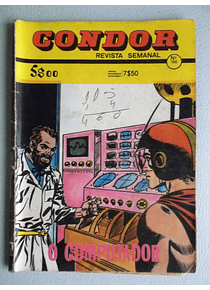 CONDOR
REVISTA SEMANAL
5$00
7$50
O COMPUTADOR